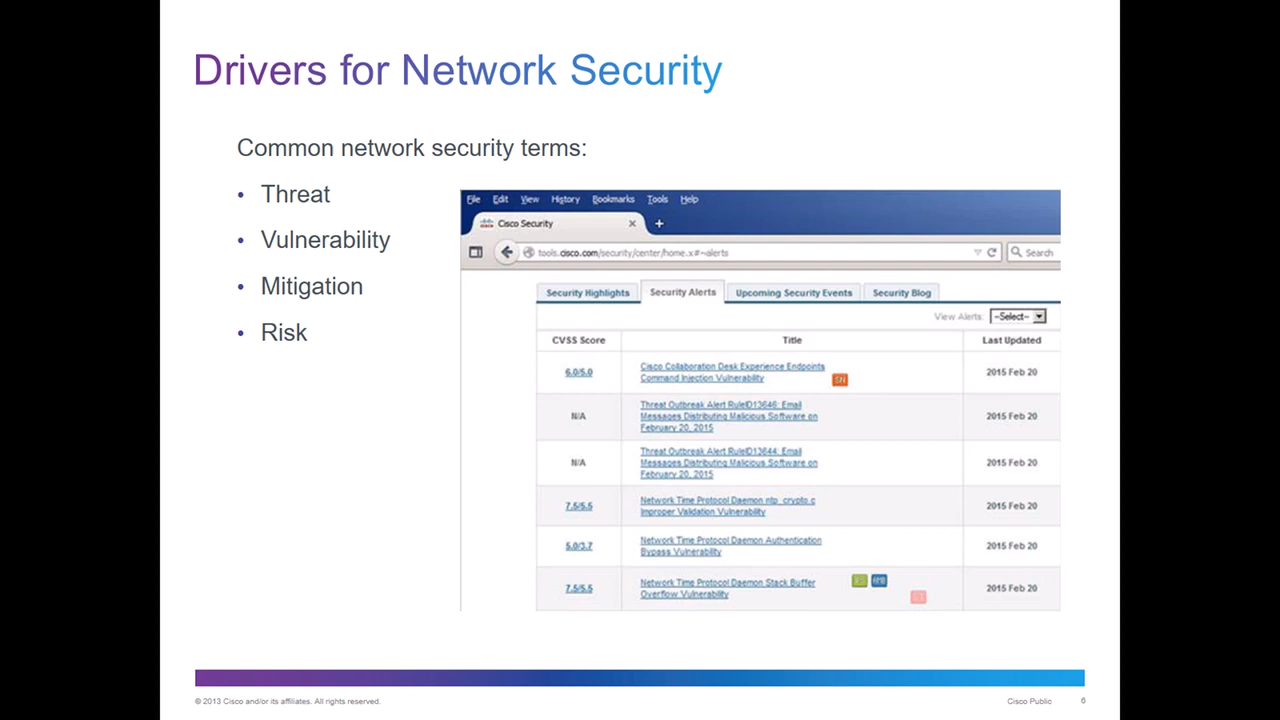 Drivers for Network Security
Common network security terms:
• Threat
• Vulnerability
• Mitigation
• Risk
File Edit View History Bookmarks Tools Help
Cisco Security
tools.cisco.com/security/center/home.x#~alerts
Search
Security Highlights
Security Alerts
Upcoming Security Events
Security Blog
View Alerts: --Select--
CVSS Score Title Last Updated
6.0/5.0
Cisco Collaboration Desk Experience Endpoints
Command Injection Vulnerability
SN
2015 Feb 20
N/A
Threat Outbreak Alert RuleID13646: Email
Messages Distributing Malicious Software on
February 20, 2015
2015 Feb 20
N/A
Threat Outbreak Alert RuleID13644: Email
Messages Distributing Malicious Software on
February 20, 2015
2015 Feb 20
7.5/5.5
Network Time Protocol Daemon ntp_crypto.c
Improper Validation Vulnerability
2015 Feb 20
5.0/3.7
Network Time Protocol Daemon Authentication
Bypass Vulnerability
2015 Feb 20
7.5/5.5
Network Time Protocol Daemon Stack Buffer
Overflow Vulnerability
2015 Feb 20
© 2013 Cisco and/or its affiliates. All rights reserved.
Cisco Public
6